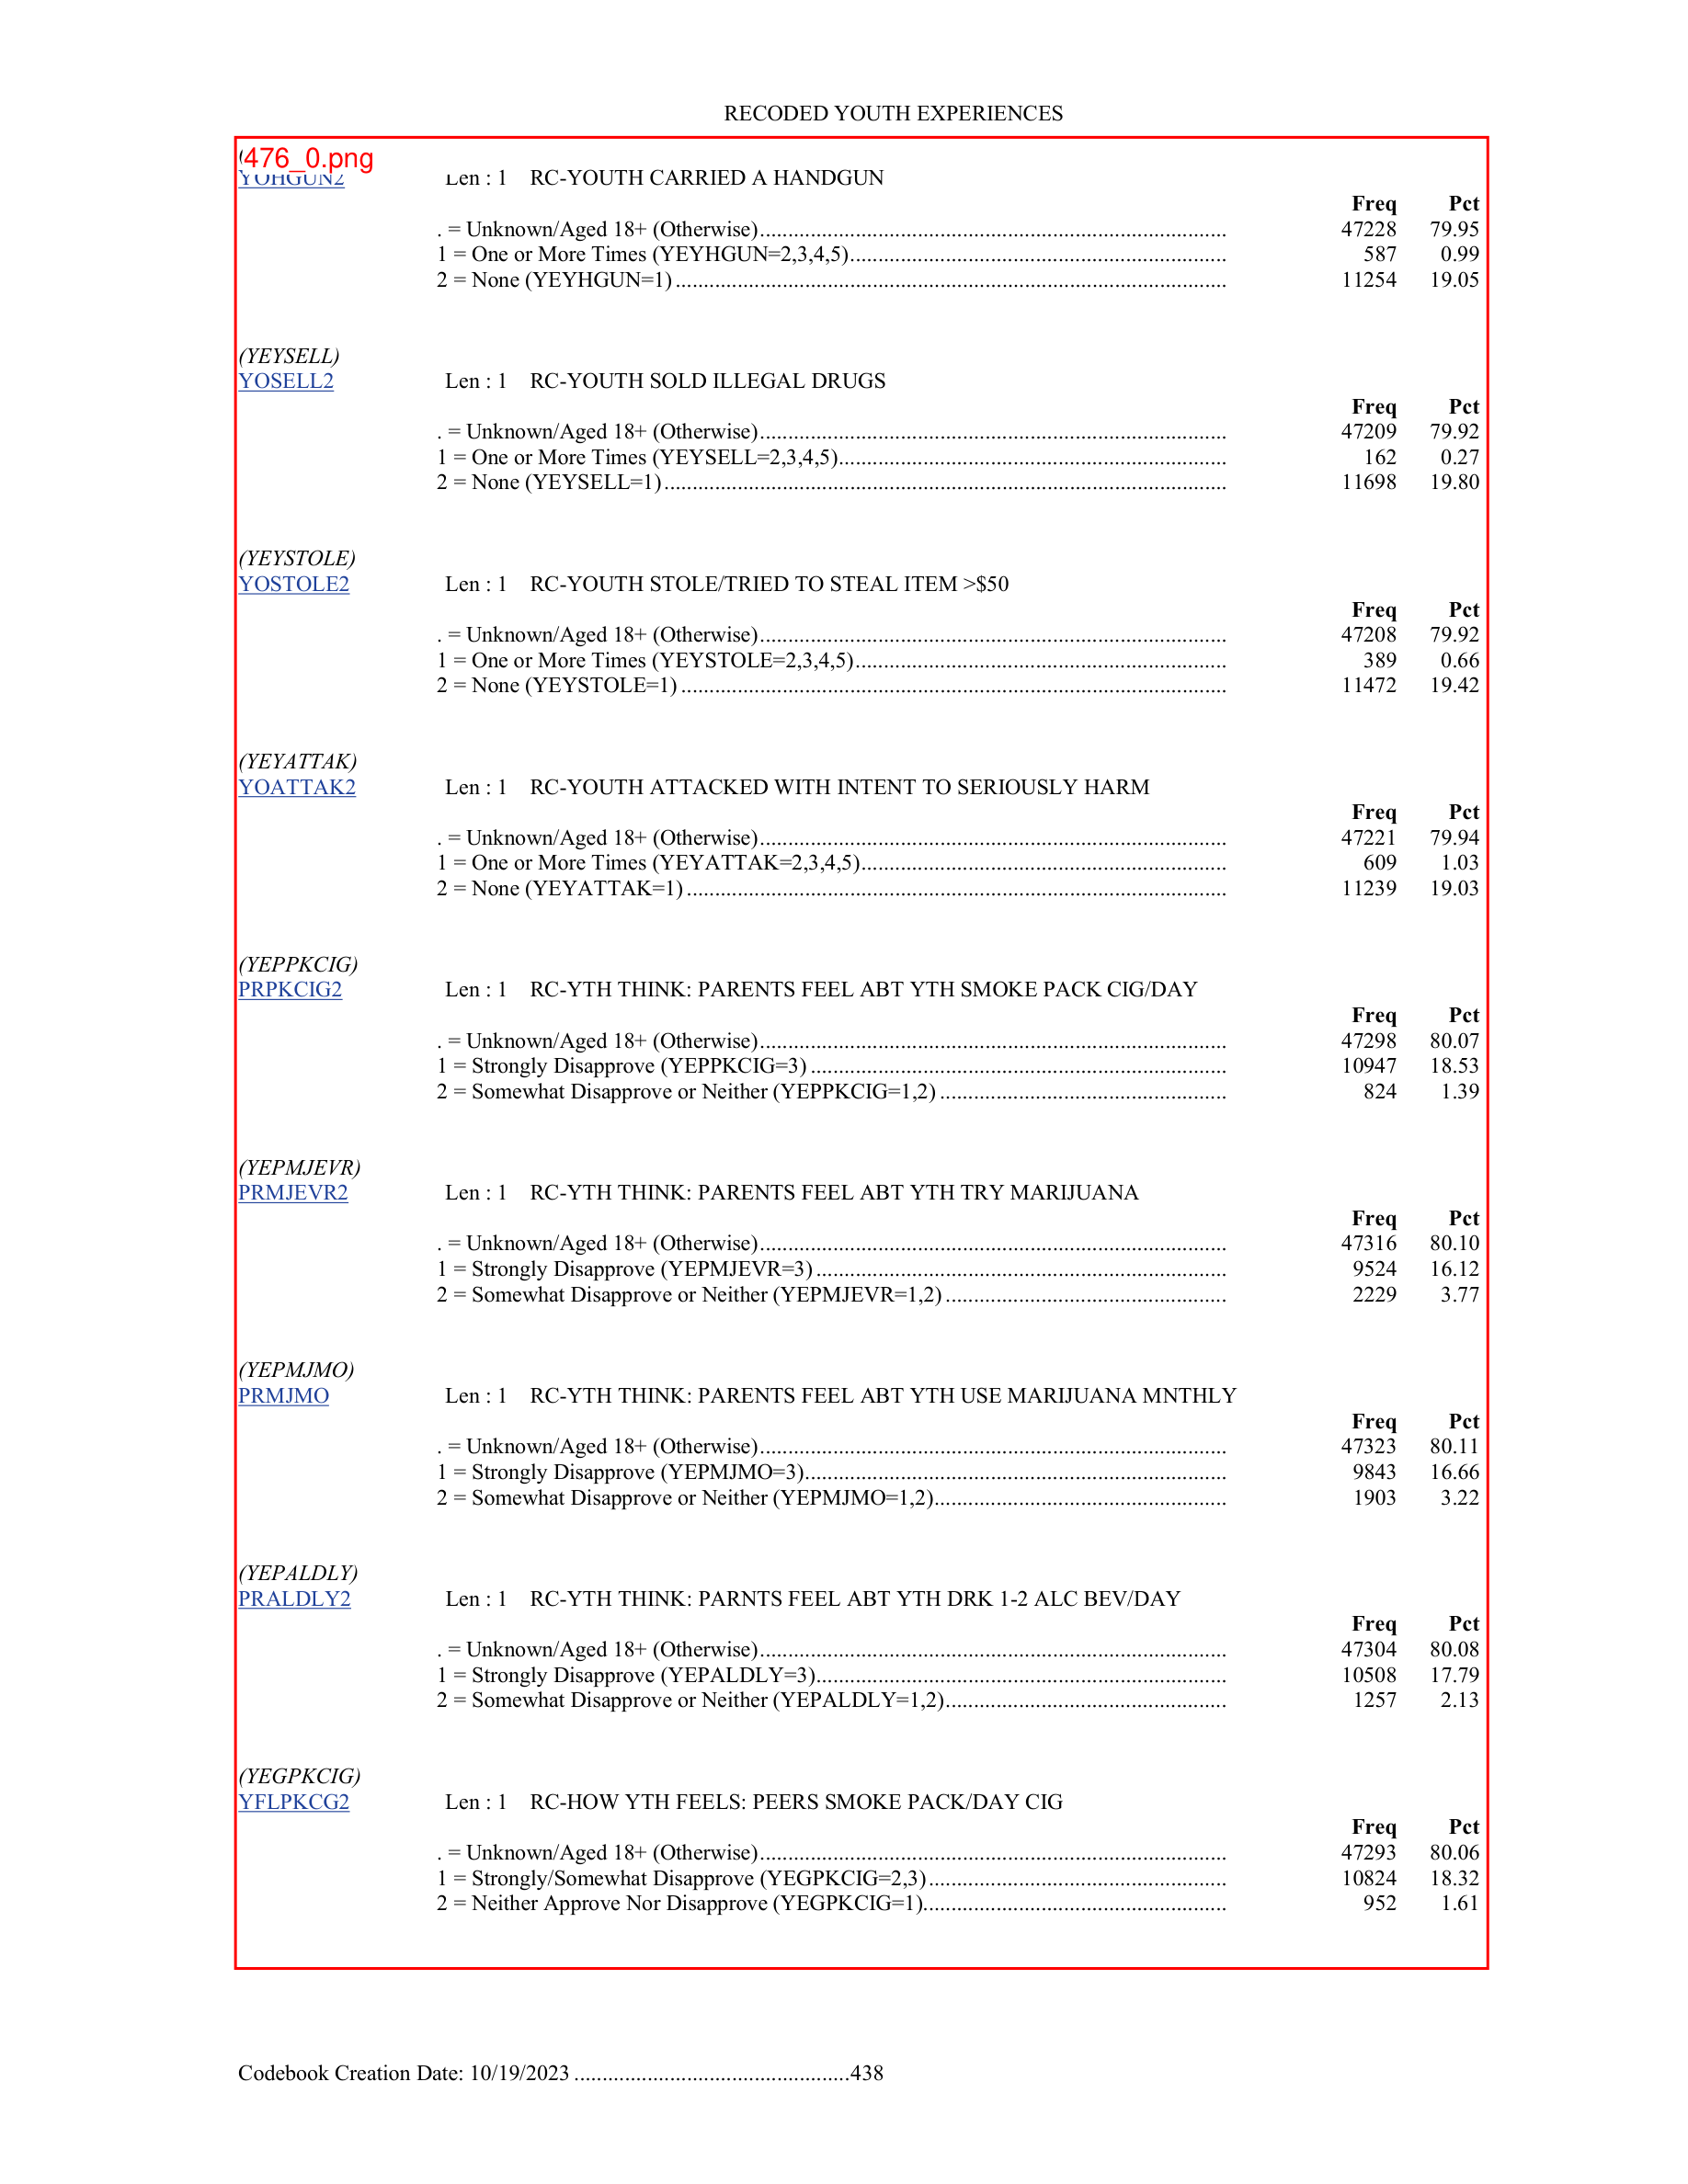 RECODED YOUTH EXPERIENCES
476_0.png
YOHGUN2 Len : 1 RC-YOUTH CARRIED A HANDGUN
Freq Pct
. = Unknown/Aged 18+ (Otherwise)................................................................................... 47228 79.95
1 = One or More Times (YEYHGUN=2,3,4,5)................................................................... 587 0.99
2 = None (YEYHGUN=1).................................................................................................. 11254 19.05
(YEYSELL)
YOSELL2 Len : 1 RC-YOUTH SOLD ILLEGAL DRUGS
Freq Pct
. = Unknown/Aged 18+ (Otherwise)................................................................................... 47209 79.92
1 = One or More Times (YEYSELL=2,3,4,5)..................................................................... 162 0.27
2 = None (YEYSELL=1).................................................................................................... 11698 19.80
(YEYSTOLE)
YOSTOLE2 Len : 1 RC-YOUTH STOLE/TRIED TO STEAL ITEM >$50
Freq Pct
. = Unknown/Aged 18+ (Otherwise)................................................................................... 47208 79.92
1 = One or More Times (YEYSTOLE=2,3,4,5).................................................................. 389 0.66
2 = None (YEYSTOLE=1)................................................................................................. 11472 19.42
(YEYATTAK)
YOATTAK2 Len : 1 RC-YOUTH ATTACKED WITH INTENT TO SERIOUSLY HARM
Freq Pct
. = Unknown/Aged 18+ (Otherwise)................................................................................... 47221 79.94
1 = One or More Times (YEYATTAK=2,3,4,5)................................................................. 609 1.03
2 = None (YEYATTAK=1)................................................................................................ 11239 19.03
(YEPPKCIG)
PRPKCIG2 Len : 1 RC-YTH THINK: PARENTS FEEL ABT YTH SMOKE PACK CIG/DAY
Freq Pct
. = Unknown/Aged 18+ (Otherwise)................................................................................... 47298 80.07
1 = Strongly Disapprove (YEPPKCIG=3).......................................................................... 10947 18.53
2 = Somewhat Disapprove or Neither (YEPPKCIG=1,2)................................................... 824 1.39
(YEPMJEVR)
PRMJEVR2 Len : 1 RC-YTH THINK: PARENTS FEEL ABT YTH TRY MARIJUANA
Freq Pct
. = Unknown/Aged 18+ (Otherwise)................................................................................... 47316 80.10
1 = Strongly Disapprove (YEPMJEVR=3)......................................................................... 9524 16.12
2 = Somewhat Disapprove or Neither (YEPMJEVR=1,2).................................................. 2229 3.77
(YEPMJMO)
PRMJMO Len : 1 RC-YTH THINK: PARENTS FEEL ABT YTH USE MARIJUANA MNTHLY
Freq Pct
. = Unknown/Aged 18+ (Otherwise)................................................................................... 47323 80.11
1 = Strongly Disapprove (YEPMJMO=3)........................................................................... 9843 16.66
2 = Somewhat Disapprove or Neither (YEPMJMO=1,2).................................................... 1903 3.22
(YEPALDLY)
PRALDLY2 Len : 1 RC-YTH THINK: PARNTS FEEL ABT YTH DRK 1-2 ALC BEV/DAY
Freq Pct
. = Unknown/Aged 18+ (Otherwise)................................................................................... 47304 80.08
1 = Strongly Disapprove (YEPALDLY=3)......................................................................... 10508 17.79
2 = Somewhat Disapprove or Neither (YEPALDLY=1,2).................................................. 1257 2.13
(YEGPKCIG)
YFLPKCG2 Len : 1 RC-HOW YTH FEELS: PEERS SMOKE PACK/DAY CIG
Freq Pct
. = Unknown/Aged 18+ (Otherwise)................................................................................... 47293 80.06
1 = Strongly/Somewhat Disapprove (YEGPKCIG=2,3)..................................................... 10824 18.32
2 = Neither Approve Nor Disapprove (YEGPKCIG=1)...................................................... 952 1.61
Codebook Creation Date: 10/19/2023 .................................................438